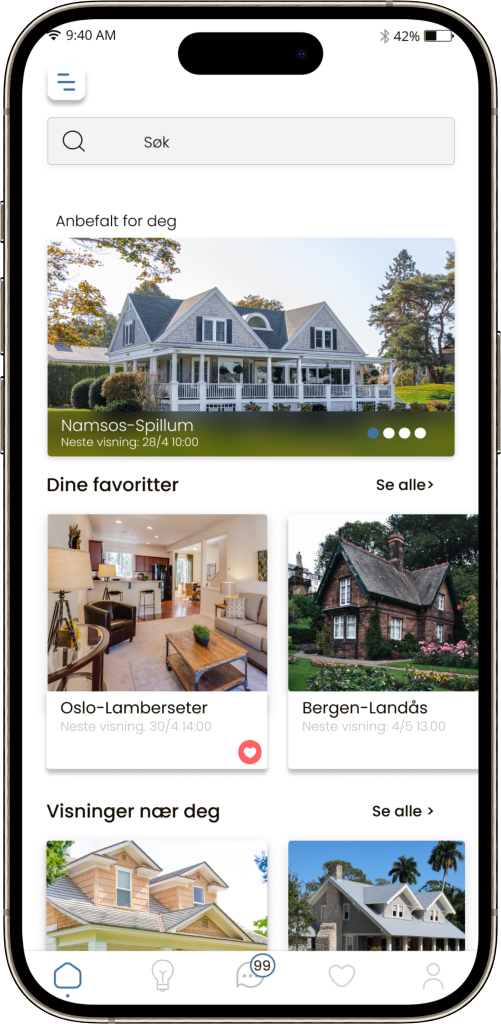 9:40 AM
42%
Søk
Anbefalt for deg
Namsos-Spillum
Neste visning: 28/4 10:00
Dine favoritter
Se alle>
Oslo-Lamberseter
Neste visning. 30/4 14:00
Bergen-Landås
Neste visning: 4/5 13.00
Visninger nær deg
Se alle >
99